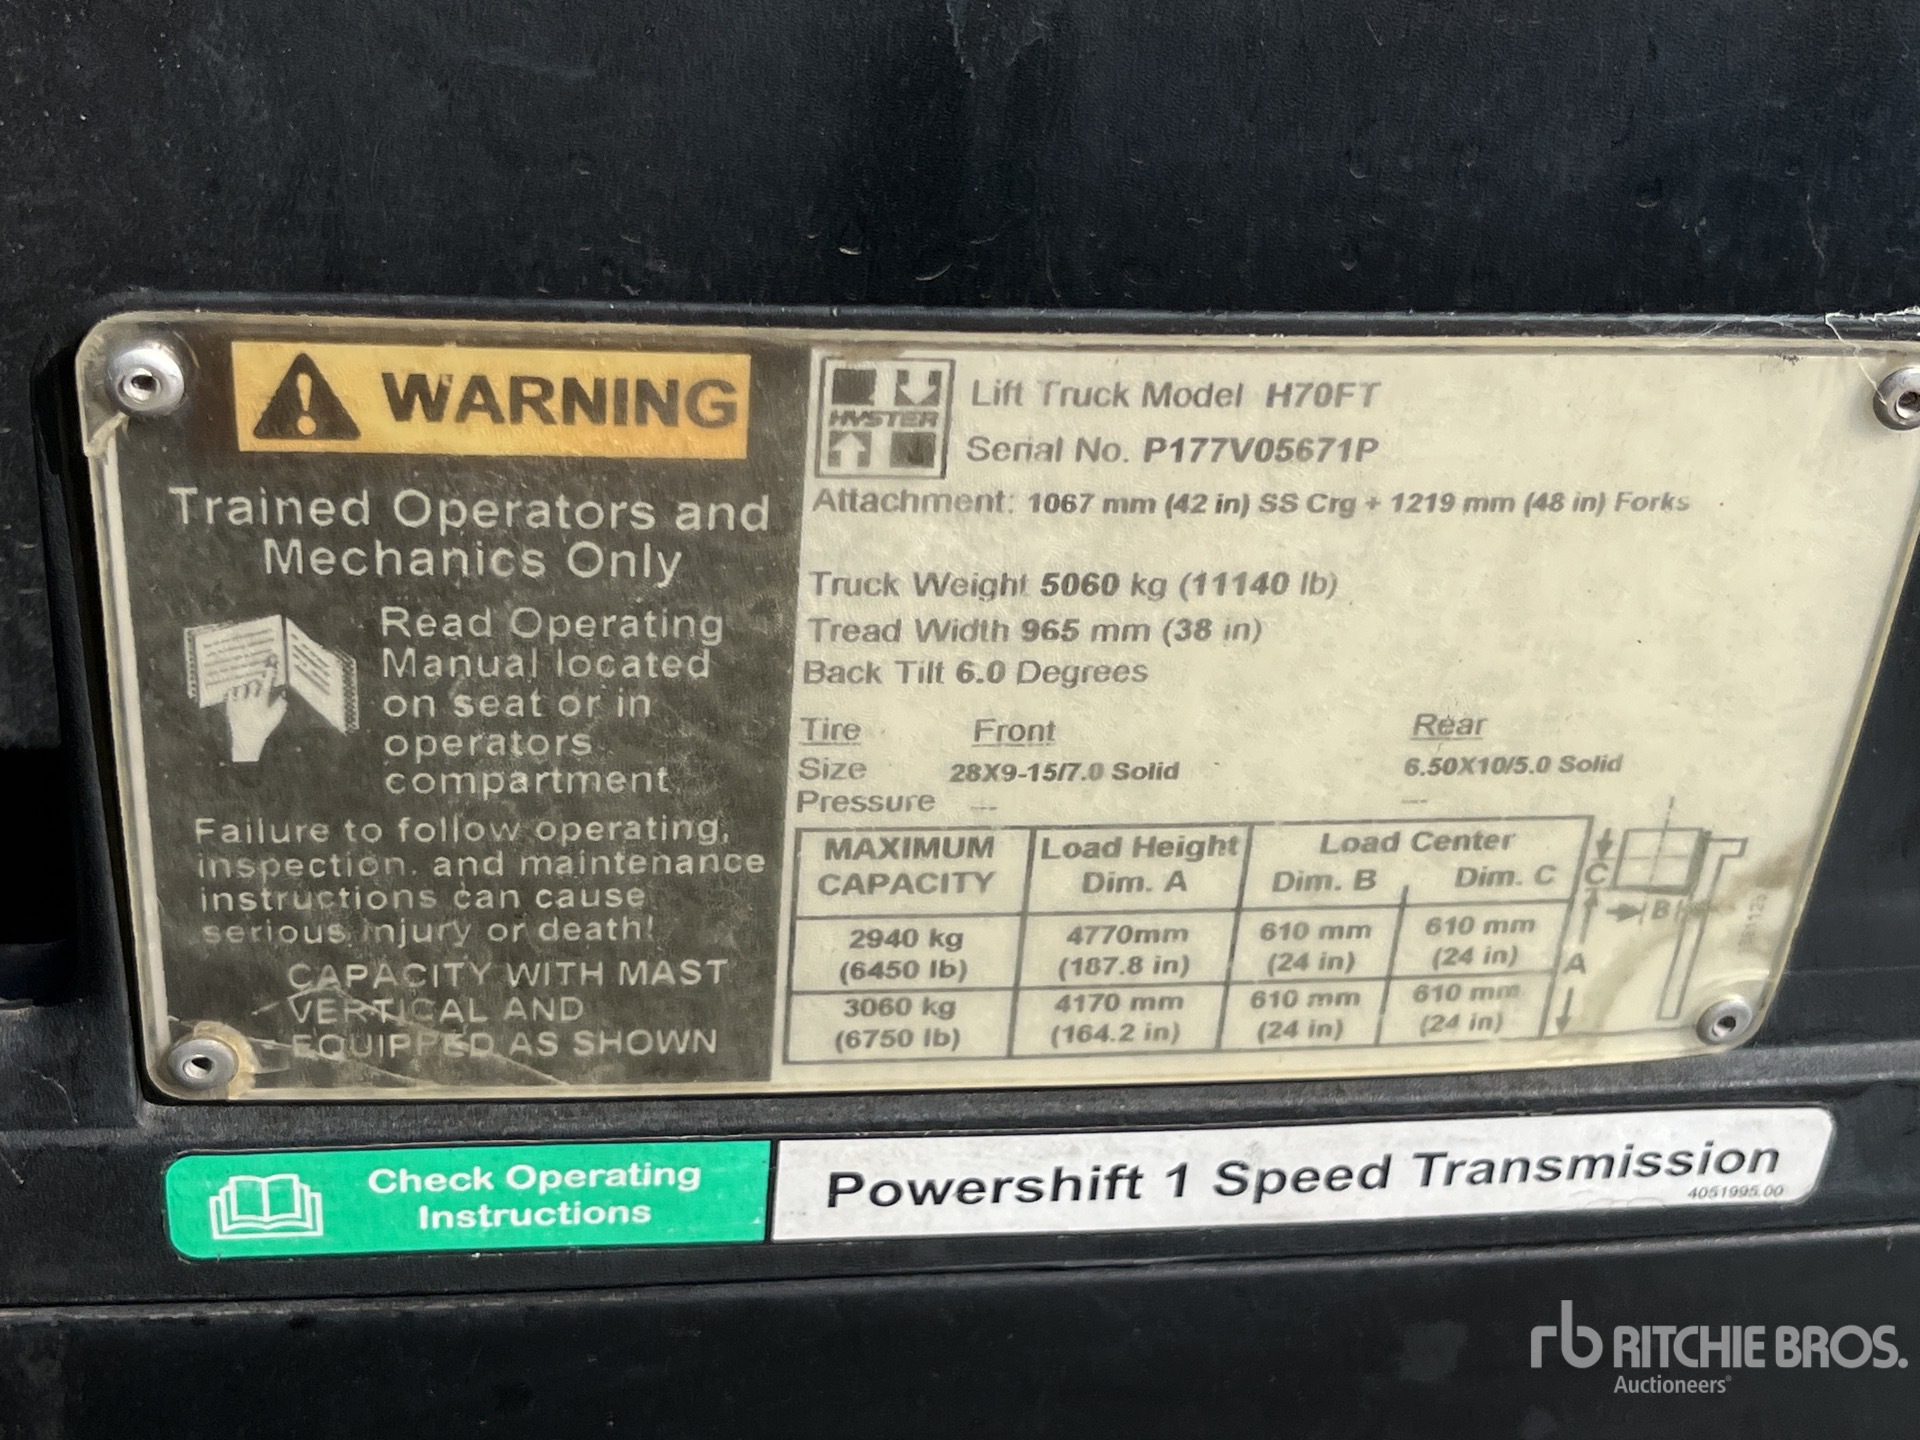 WARNING
Trained Operators and
Mechanics Only
Read Operating
Manual located
on seat or in
operators
compartment
Failure to follow operating,
inspection, and maintenance
instructions can cause
serious injury or death!
CAPACITY WITH MAST
VERTICAL AND
EQUIPPED AS SHOWN
HYSTER
Lift Truck Model H70FT
Serial No. P177V05671P
Attachment: 1067 mm (42 in) SS Crg + 1219 mm (48 in) Forks
Truck Weight 5060 kg (11140 lb)
Tread Width 965 mm (38 in)
Back Tilt 6.0 Degrees
Tire Front Rear
Size 28X9-15/7.0 Solid 6.50X10/5.0 Solid
Pressure --- ---
MAXIMUM CAPACITY Load Height Dim. A Load Center Dim. B Dim. C
2940 kg (6450 lb) 4770mm (187.8 in) 610 mm (24 in) 610 mm (24 in)
3060 kg (6750 lb) 4170 mm (164.2 in) 610 mm (24 in) 610 mm (24 in)
C
B
A
Check Operating
Instructions
Powershift 1 Speed Transmission
4051995.00
rb RITCHIE BROS.
Auctioneers